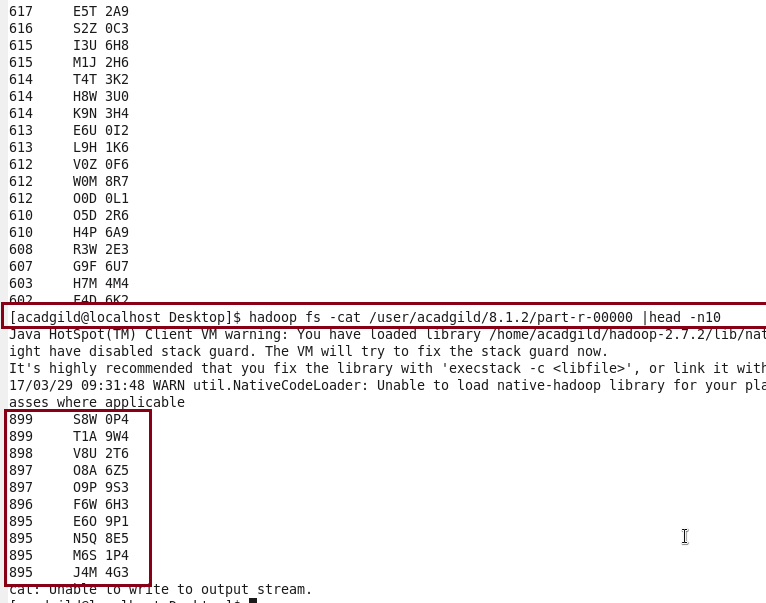 617     E5T 2A9
616     S2Z 0C3
615     I3U 6H8
615     M1J 2H6
614     T4T 3K2
614     H8W 3U0
614     K9N 3H4
613     E6U 0I2
613     L9H 1K6
612     V0Z 0F6
612     W0M 8R7
612     O0D 0L1
610     O5D 2R6
610     H4P 6A9
608     R3W 2E3
607     G9F 6U7
603     H7M 4M4
602     F4D 6K2
[acadgild@localhost Desktop]$ hadoop fs -cat /user/acadgild/8.1.2/part-r-00000 |head -n10
Java HotSpot(TM) Client VM warning: You have loaded library /home/acadgild/hadoop-2.7.2/lib/nat
ight have disabled stack guard. The VM will try to fix the stack guard now.
It's highly recommended that you fix the library with 'execstack -c <libfile>', or link it with
17/03/29 09:31:48 WARN util.NativeCodeLoader: Unable to load native-hadoop library for your pla
asses where applicable
899     S8W 0P4
899     T1A 9W4
898     V8U 2T6
897     O8A 6Z5
897     O9P 9S3
896     F6W 6H3
895     E6O 9P1
895     N5Q 8E5
895     M6S 1P4
895     J4M 4G3
cat: Unable to write to output stream.
[acadgild@localhost Desktop]$